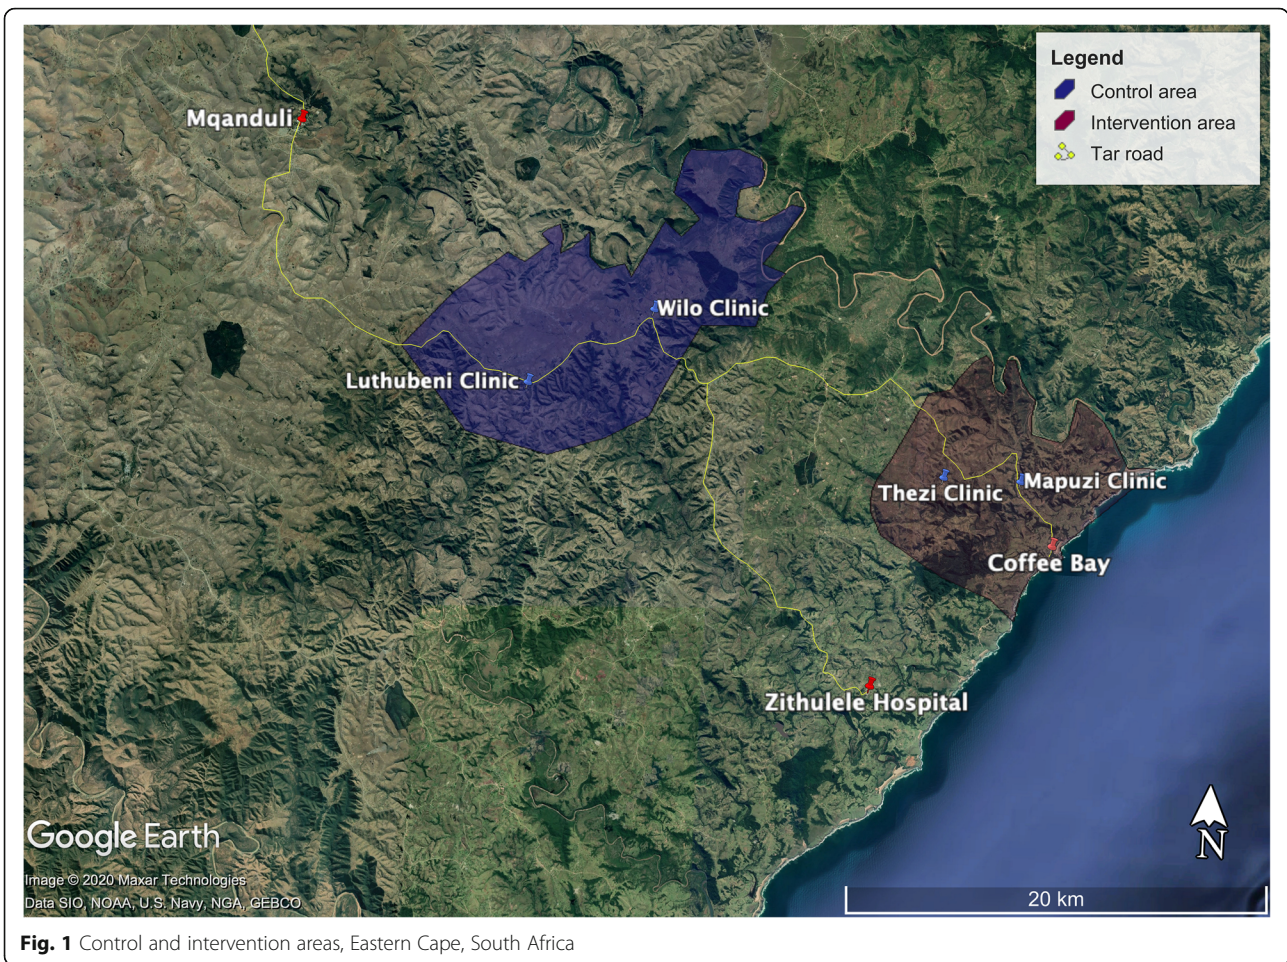 Legend
Control area
Intervention area
Tar road
Mqanduli
Wilo Clinic
Luthubeni Clinic
Thezi Clinic
Mapuzi Clinic
Coffee Bay
Zithulele Hospital
N
Google Earth
Image © 2020 Maxar Technologies
Data SIO, NOAA, U.S. Navy, NGA, GEBCO
20 km
Fig. 1 Control and intervention areas, Eastern Cape, South Africa